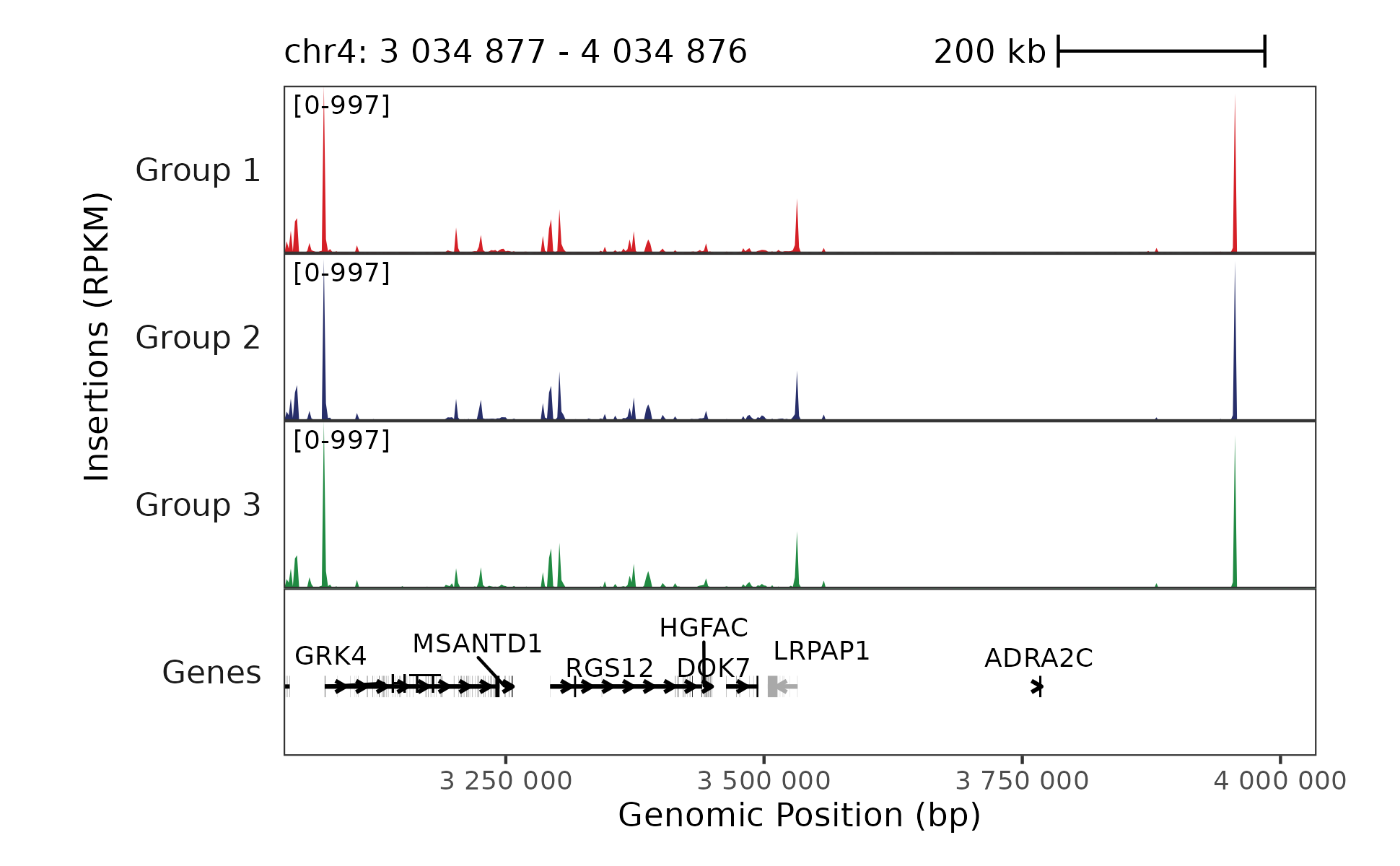 chr4: 3 034 877 - 4 034 876
200 kb
[0-997]
Group 1
[0-997]
Group 2
[0-997]
Group 3
Insertions (RPKM)
Genes
GRK4
HTT
MSANTD1
RGS12
HGFAC
DOK7
LRPAP1
ADRA2C
3 250 000
3 500 000
3 750 000
4 000 000
Genomic Position (bp)